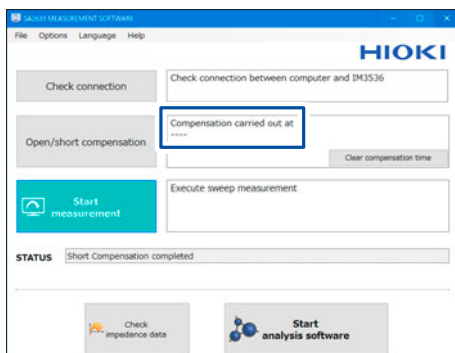 SA2633 MEASUREMENT SOFTWARE
File Options Language Help
HIOKI
Check connection
Check connection between computer and IM3536
Open/short compensation
Compensation carried out at
----
Clear compensation time
Start
measurement
Execute sweep measurement
STATUS
Short Compensation completed
Check
impedance data
Start
analysis software